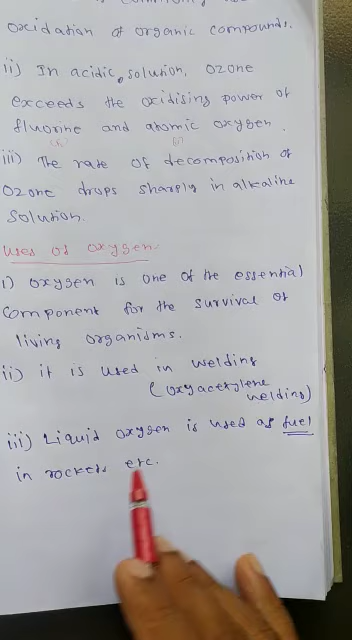 oxidation of organic compounds.
ii) In acidic solution, ozone
exceeds the oxidising power of
fluorine and atomic oxygen.
iii) The rate of decomposition of
Ozone drops sharply in alkaline
solution.
uses of oxygen.
i) oxygen is one of the essential
component for the survival of
living organisms.
ii) it is used in welding
(oxyacetylene
welding)
iii) Liquid oxygen is used as fuel
in rockets etc.